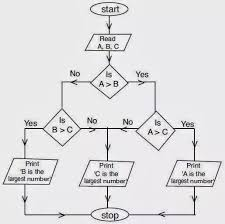 start
Read
A, B, C
Is
A > B
No
Yes
Is
B > C
Is
A > C
Yes
No
No
Yes
Print
'B is the
largest number'
Print
'C' is the
largest number'
Print
'A' is the
largest number'
stop